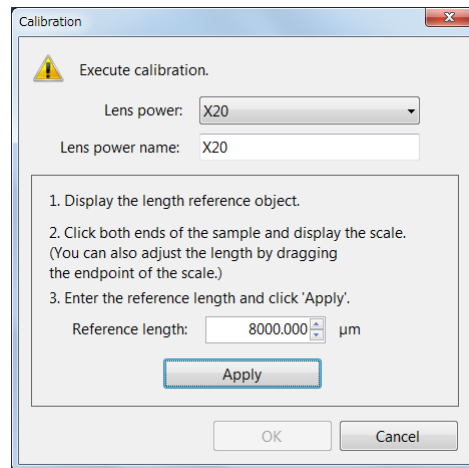 Calibration
Execute calibration.
Lens power: X20
Lens power name: X20
1. Display the length reference object.
2. Click both ends of the sample and display the scale.
(You can also adjust the length by dragging
the endpoint of the scale.)
3. Enter the reference length and click 'Apply'.
Reference length: 8000.000 µm
Apply
OK Cancel